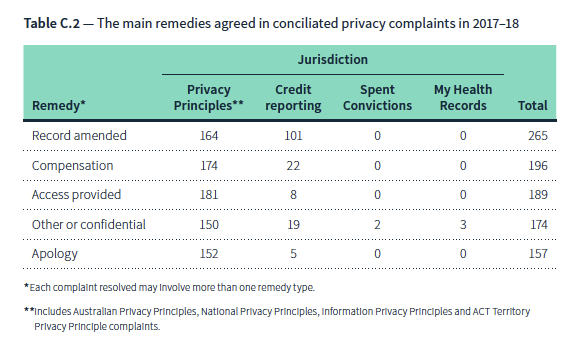 Table C.2 — The main remedies agreed in conciliated privacy complaints in 2017–18
Jurisdiction
Remedy* Privacy Principles** Credit reporting Spent Convictions My Health Records Total
Record amended 164 101 0 0 265
Compensation 174 22 0 0 196
Access provided 181 8 0 0 189
Other or confidential 150 19 2 3 174
Apology 152 5 0 0 157
*Each complaint resolved may involve more than one remedy type.
**Includes Australian Privacy Principles, National Privacy Principles, Information Privacy Principles and ACT Territory
Privacy Principle complaints.